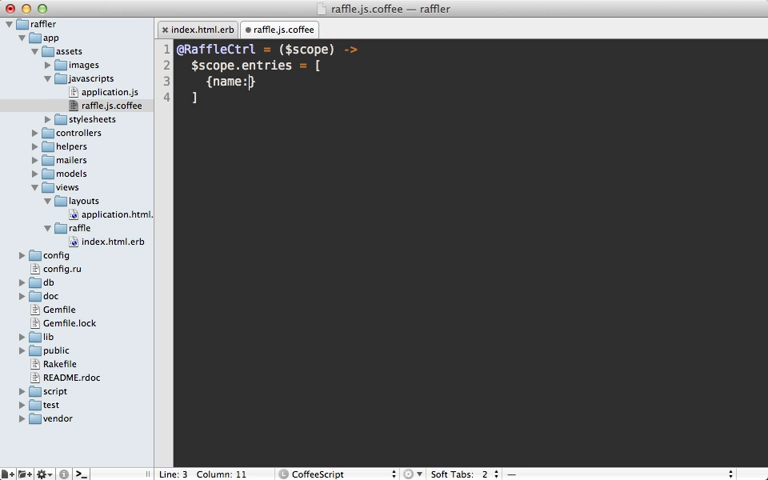 raffle.js.coffee — raffler
raffler
app
assets
images
javascripts
application.js
raffle.js.coffee
stylesheets
controllers
helpers
mailers
models
views
layouts
application.html.
raffle
index.html.erb
config
config.ru
db
doc
Gemfile
Gemfile.lock
lib
public
Rakefile
README.rdoc
script
test
vendor
index.html.erb
raffle.js.coffee
1 @RaffleCtrl = ($scope) ->
2 $scope.entries = [
3 {name:}
4 ]
Line: 3 Column: 11
CoffeeScript
Soft Tabs: 2
—